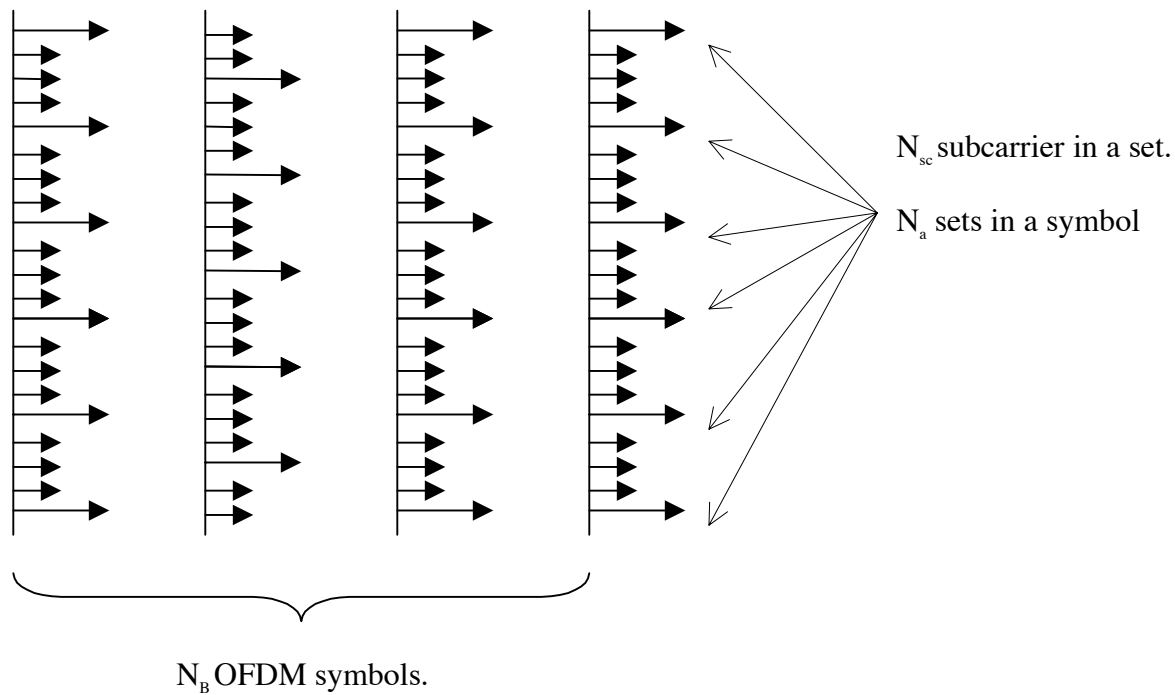 N_sc subcarrier in a set.
N_a sets in a symbol
N_B OFDM symbols.